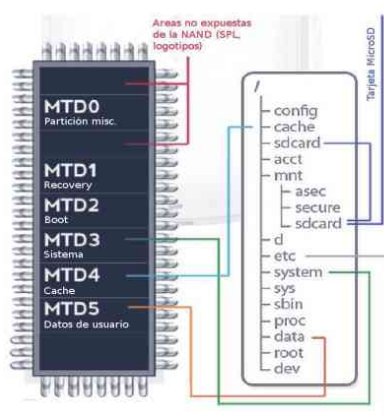 Areas no expuestas
de la NAND (SPL,
logotipos)
MTD0
Partición misc.
MTD1
Recovery
MTD2
Boot
MTD3
Sistema
MTD4
Cache
MTD5
Datos de usuario
/
config
cache
sdcard
acct
mnt
asec
secure
sdcard
d
etc
system
sys
sbin
proc
data
root
dev
Tarjeta MicroSD